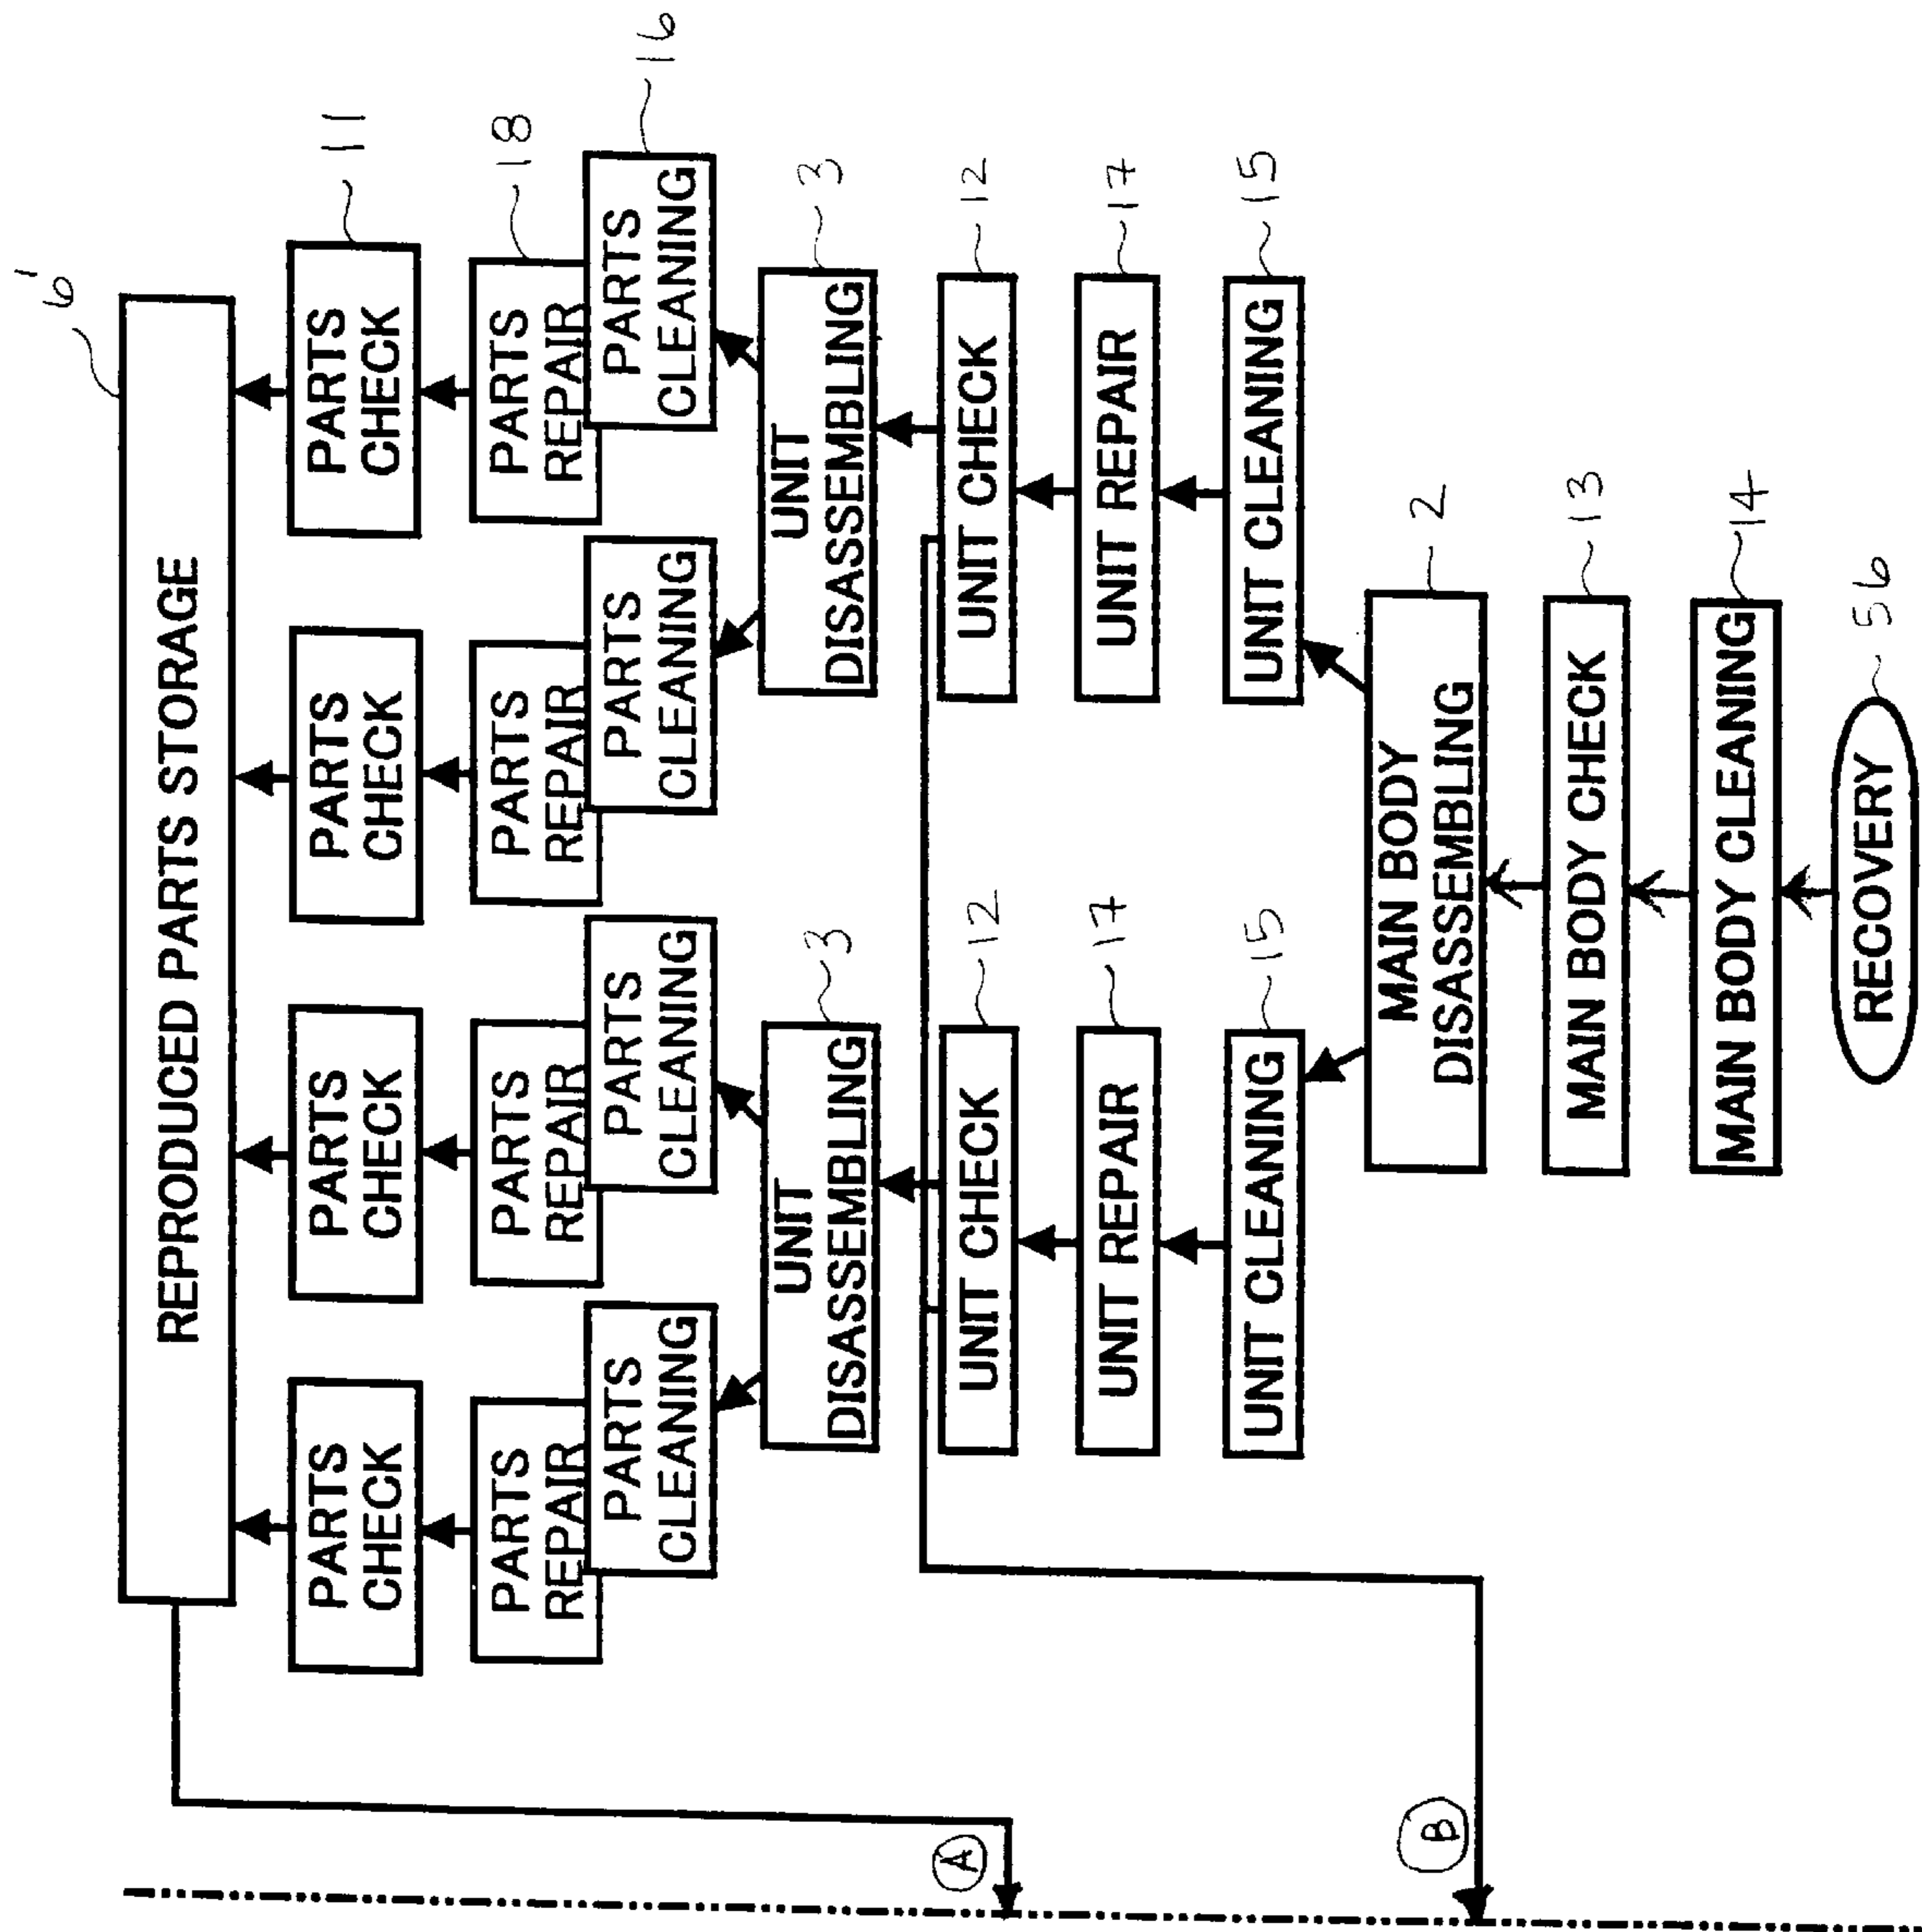 6'
REPRODUCED PARTS STORAGE
11
PARTS
CHECK
PARTS
CHECK
PARTS
CHECK
PARTS
CHECK
18
PARTS
REPAIR
PARTS
REPAIR
PARTS
REPAIR
PARTS
REPAIR
16
PARTS
CLEANING
PARTS
CLEANING
PARTS
CLEANING
PARTS
CLEANING
3
UNIT
DISASSEMBLING
3
UNIT
DISASSEMBLING
12
UNIT CHECK
12
UNIT CHECK
17
UNIT REPAIR
17
UNIT REPAIR
15
UNIT CLEANING
15
UNIT CLEANING
2
MAIN BODY
DISASSEMBLING
13
MAIN BODY CHECK
14
MAIN BODY CLEANING
56
RECOVERY
A
B